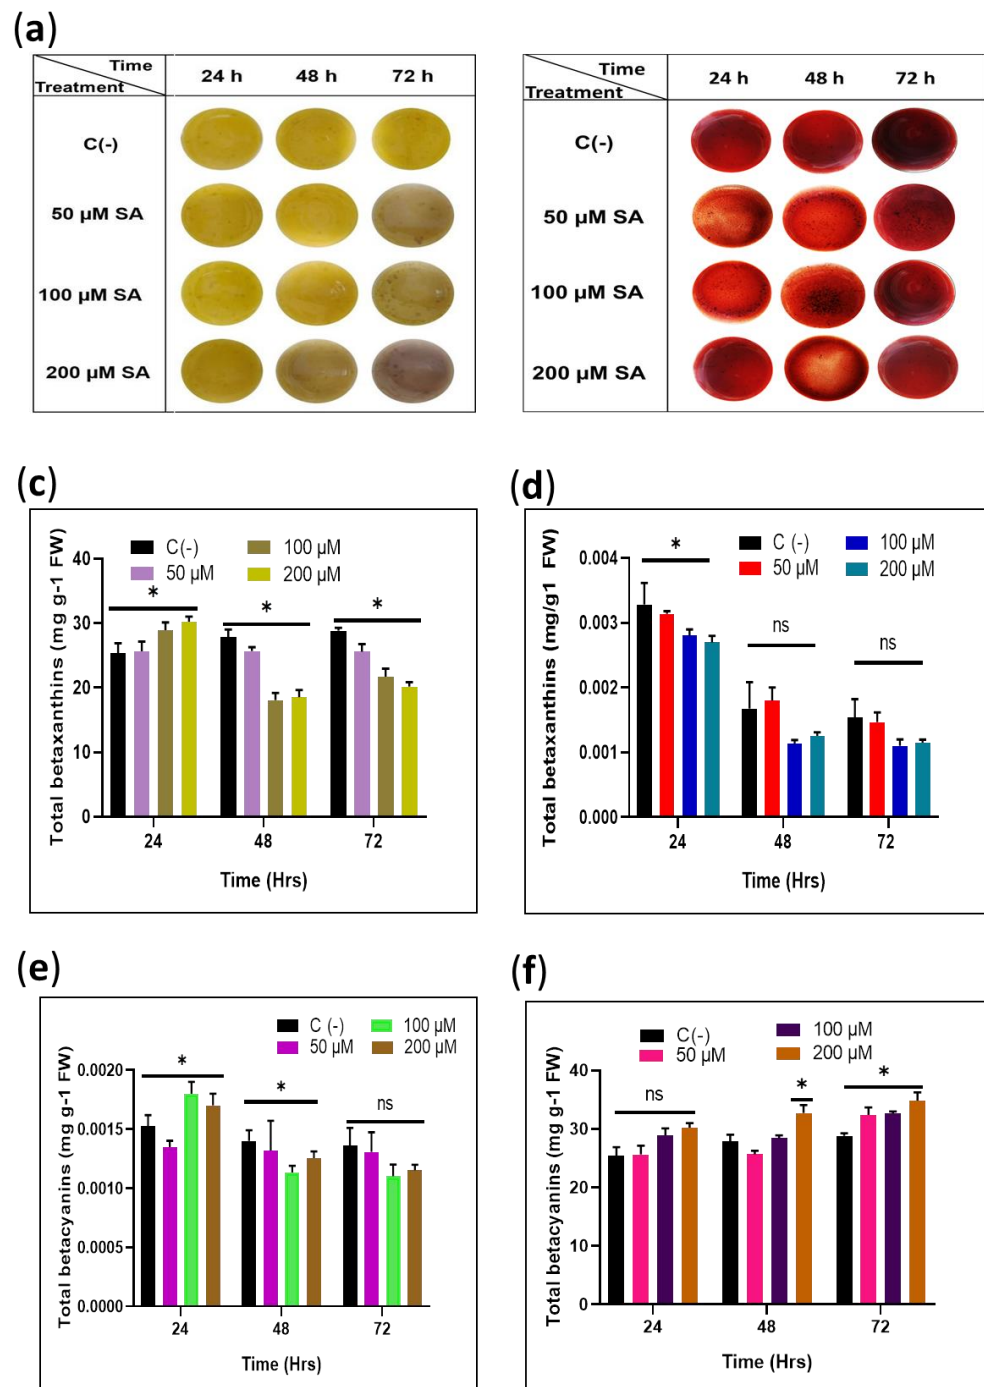 (a)
Time
Treatment
24 h
48 h
72 h
C(-)
50 µM SA
100 µM SA
200 µM SA
Time
Treatment
24 h
48 h
72 h
C(-)
50 µM SA
100 µM SA
200 µM SA
(c)
C(-)
50 µM
100 µM
200 µM
Total betaxanthins (mg g-1 FW)
40
30
20
10
0
*
*
*
24
48
72
Time (Hrs)
(d)
C (-)
50 µM
100 µM
200 µM
Total betaxanthins (mg/g1 FW)
0.004
0.003
0.002
0.001
0.000
*
ns
ns
24
48
72
Time (Hrs)
(e)
C (-)
50 µM
100 µM
200 µM
Total betacyanins (mg g-1 FW)
0.0020
0.0015
0.0010
0.0005
0.0000
*
*
ns
24
48
72
Time (Hrs)
(f)
C(-)
50 µM
100 µM
200 µM
Total betacyanins (mg g-1 FW)
40
30
20
10
0
ns
*
*
24
48
72
Time (Hrs)